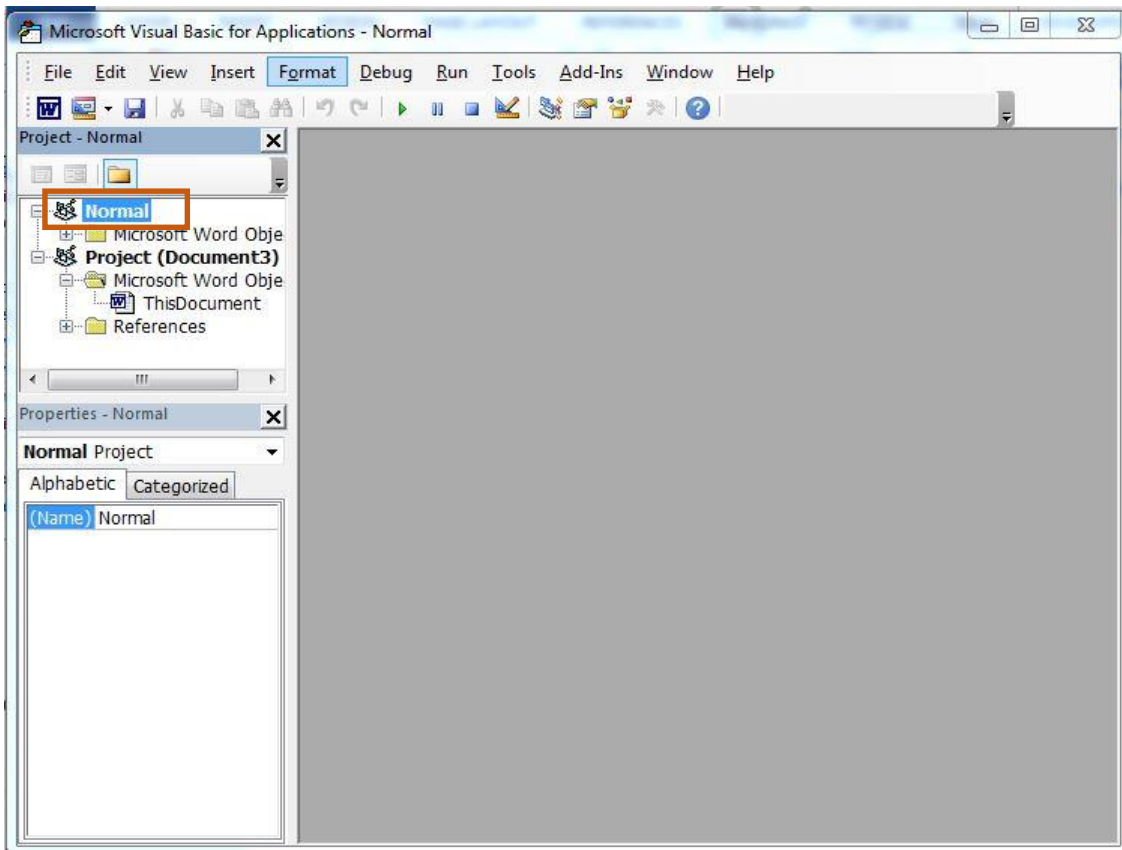 Microsoft Visual Basic for Applications - Normal
File Edit View Insert Format Debug Run Tools Add-Ins Window Help
Project - Normal
Normal
Microsoft Word Obje
Project (Document3)
Microsoft Word Obje
ThisDocument
References
Properties - Normal
Normal Project
Alphabetic Categorized
(Name) Normal